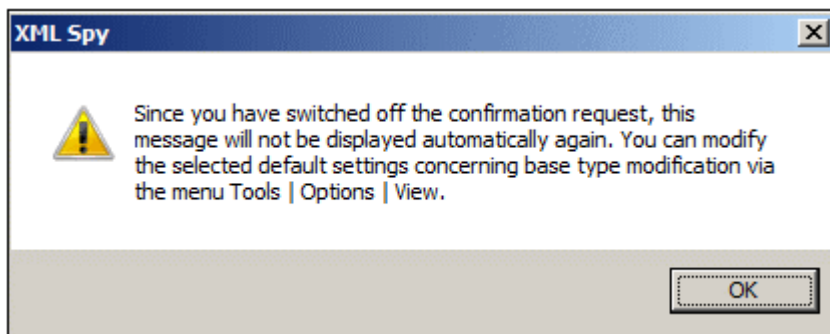 XML Spy
Since you have switched off the confirmation request, this
message will not be displayed automatically again. You can modify
the selected default settings concerning base type modification via
the menu Tools | Options | View.
OK